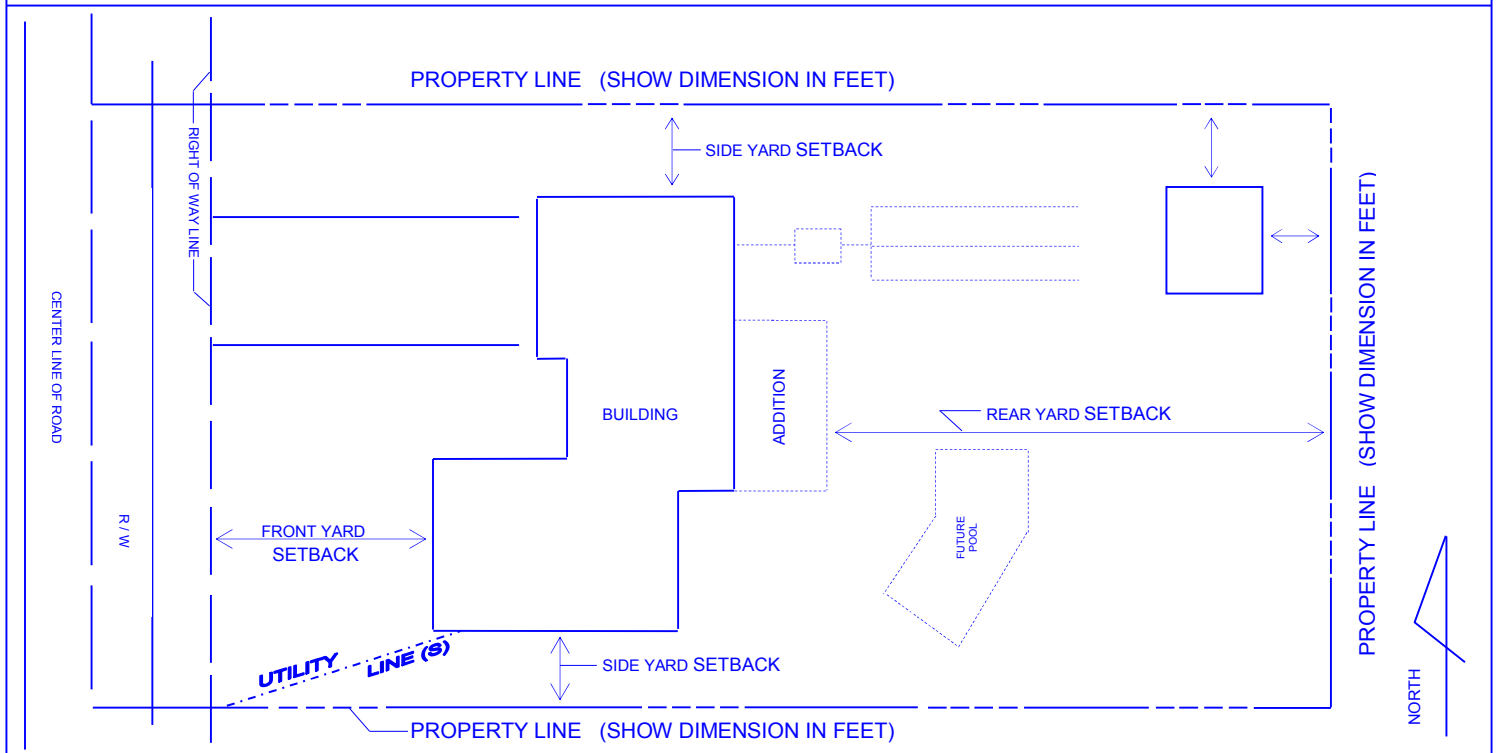 PROPERTY LINE (SHOW DIMENSION IN FEET)
SIDE YARD SETBACK
RIGHT OF WAY LINE
CENTER LINE OF ROAD
R / W
BUILDING
ADDITION
REAR YARD SETBACK
PROPERTY LINE (SHOW DIMENSION IN FEET)
FRONT YARD
SETBACK
FUTURE
POOL
UTILITY LINE (S)
SIDE YARD SETBACK
PROPERTY LINE (SHOW DIMENSION IN FEET)
NORTH